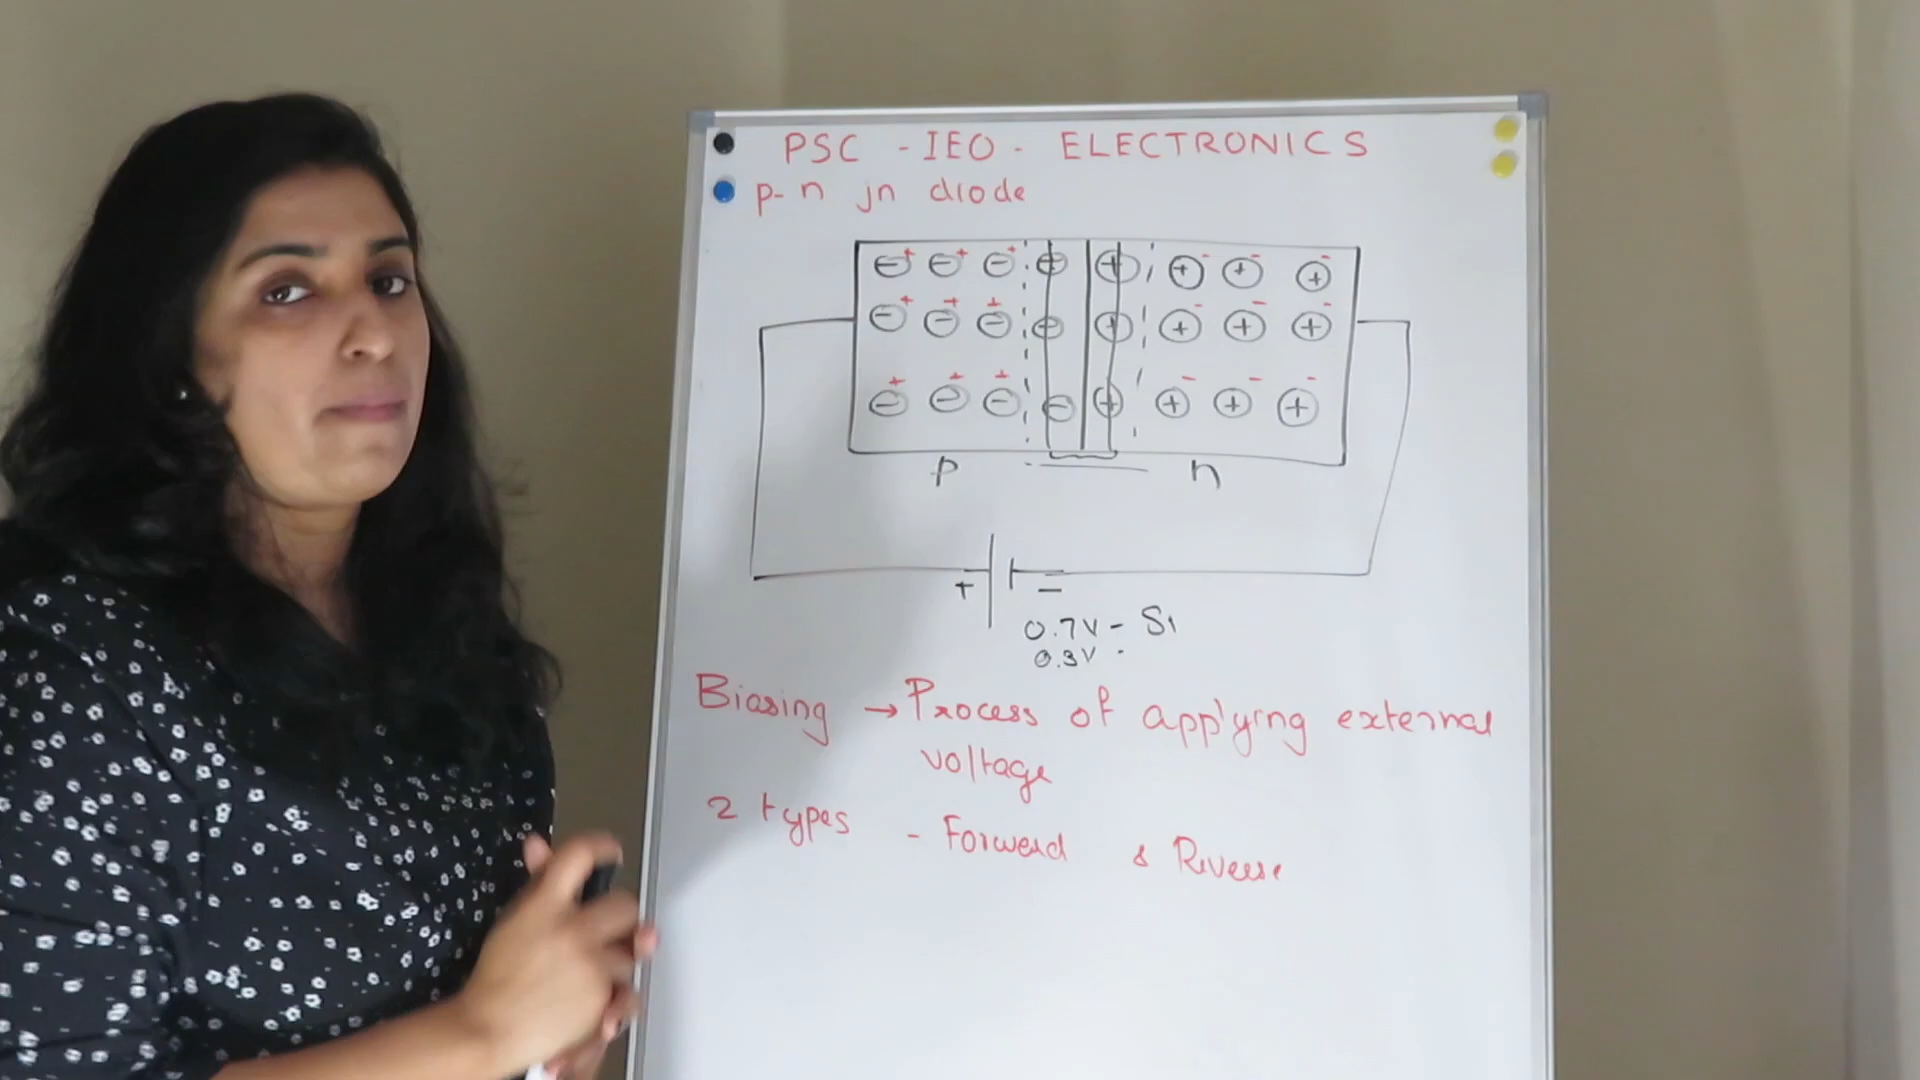 PSC - IEO - ELECTRONICS
p-n jn diode
p n
+ −
0.7V - Si
0.3V -
Biasing → Process of applying external
voltage
2 types - Forward & Reverse